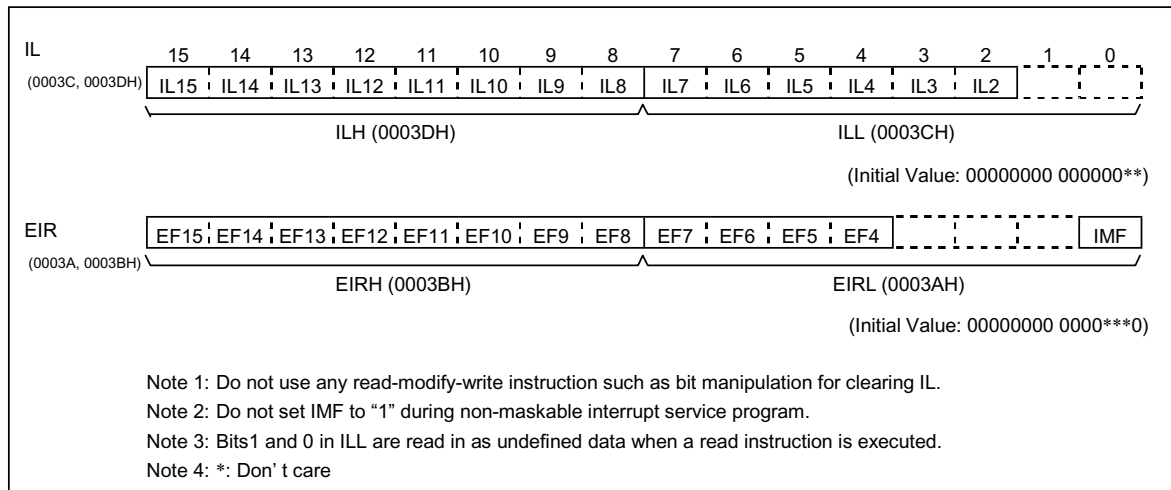 IL
15 14 13 12 11 10 9 8 7 6 5 4 3 2 1 0
(0003C, 0003DH)
IL15 IL14 IL13 IL12 IL11 IL10 IL9 IL8 IL7 IL6 IL5 IL4 IL3 IL2
ILH (0003DH) ILL (0003CH)
(Initial Value: 00000000 000000**)
EIR
EF15 EF14 EF13 EF12 EF11 EF10 EF9 EF8 EF7 EF6 EF5 EF4 IMF
(0003A, 0003BH)
EIRH (0003BH) EIRL (0003AH)
(Initial Value: 00000000 0000***0)
Note 1: Do not use any read-modify-write instruction such as bit manipulation for clearing IL.
Note 2: Do not set IMF to “1” during non-maskable interrupt service program.
Note 3: Bits1 and 0 in ILL are read in as undefined data when a read instruction is executed.
Note 4: *: Don’ t care